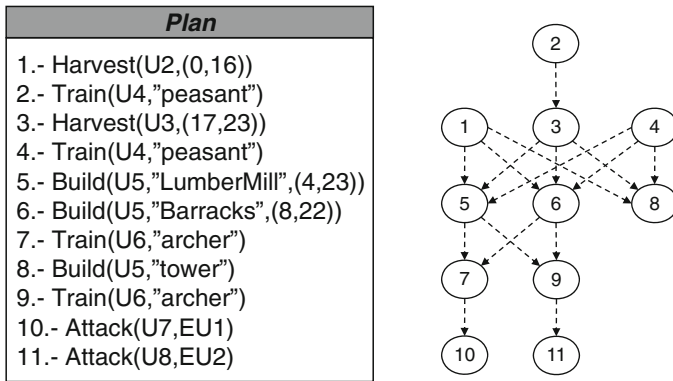 Plan
1.- Harvest(U2,(0,16))
2.- Train(U4,”peasant”)
3.- Harvest(U3,(17,23))
4.- Train(U4,”peasant”)
5.- Build(U5,”LumberMill”,(4,23))
6.- Build(U5,”Barracks”,(8,22))
7.- Train(U6,”archer”)
8.- Build(U5,”tower”)
9.- Train(U6,”archer”)
10.- Attack(U7,EU1)
11.- Attack(U8,EU2)
2
1 3 4
5 6 8
7 9
10 11